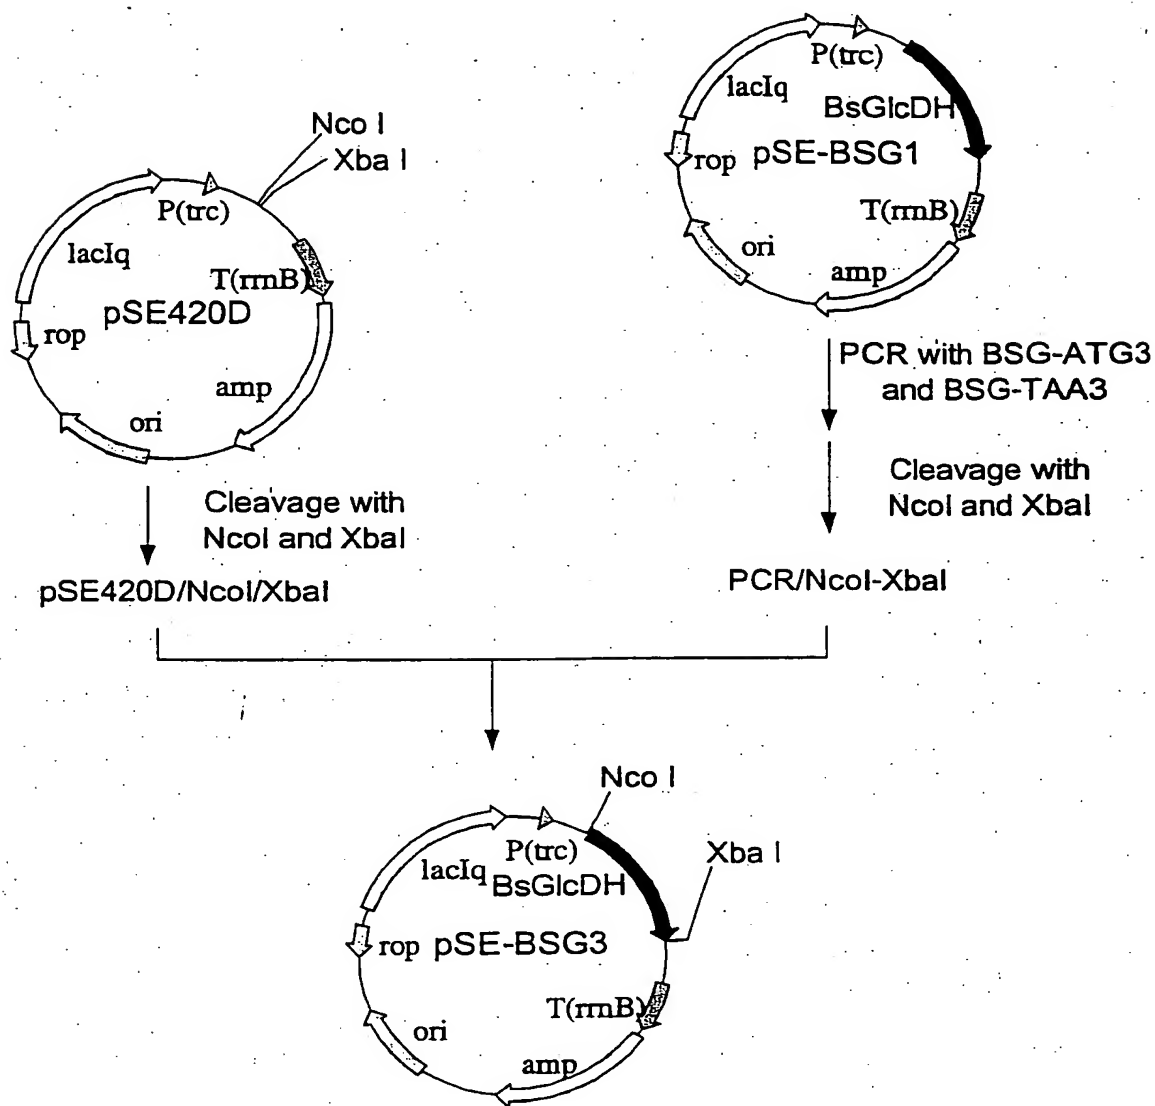 Nco I
Xba I
P(trc)
lacIq
T(rrnB)
pSE420D
rop
amp
ori
Cleavage with
NcoI and XbaI
pSE420D/NcoI/XbaI
P(trc)
lacIq
BsGlcDH
rop
pSE-BSG1
T(rrnB)
ori
amp
PCR with BSG-ATG3
and BSG-TAA3
Cleavage with
NcoI and XbaI
PCR/NcoI-XbaI
Nco I
Xba I
P(trc)
lacIq
BsGlcDH
rop
pSE-BSG3
T(rrnB)
ori
amp